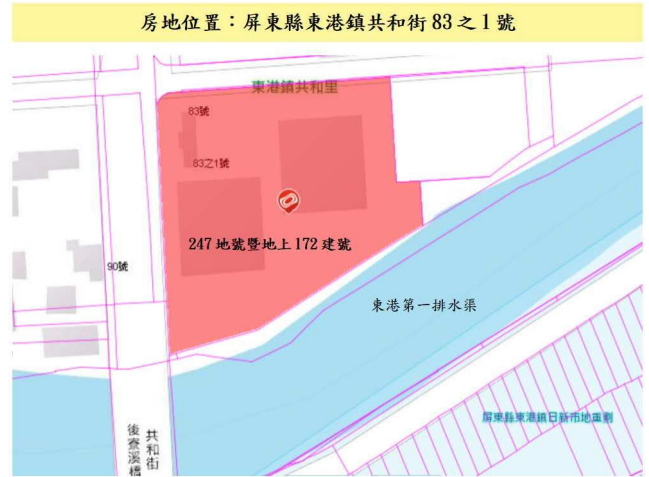 房地位置：屏東縣東港鎮共和街83之1號
東港鎮共和里
83號
83之1號
247地號暨地上172建號
90號
東港第一排水渠
屏東縣東港鎮日新市地重劃
共和街
後寮溪橋